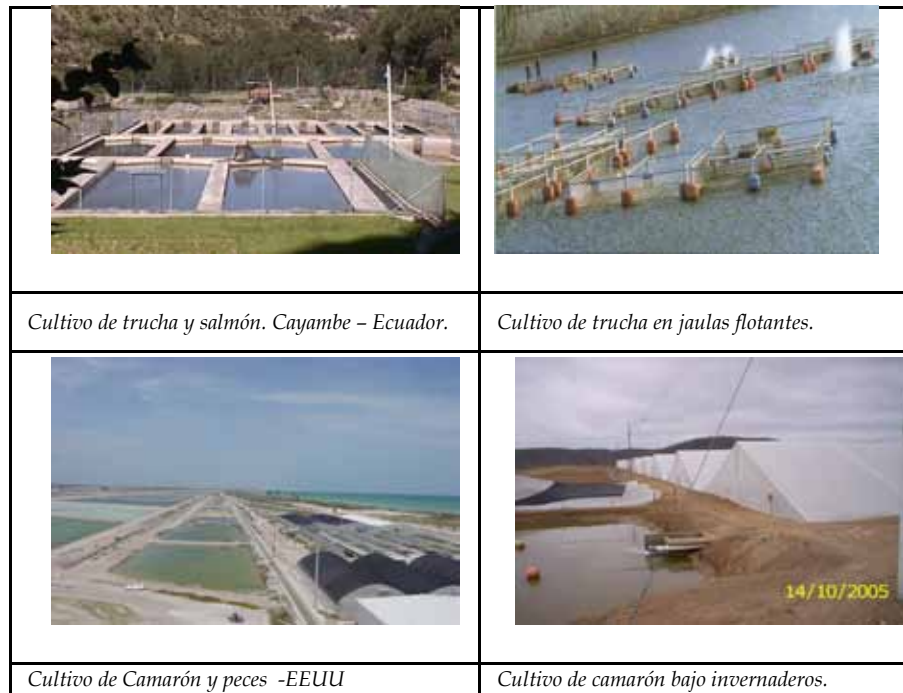 Cultivo de trucha y salmón. Cayambe – Ecuador.
Cultivo de trucha en jaulas flotantes.
14/10/2005
Cultivo de Camarón y peces -EEUU
Cultivo de camarón bajo invernaderos.